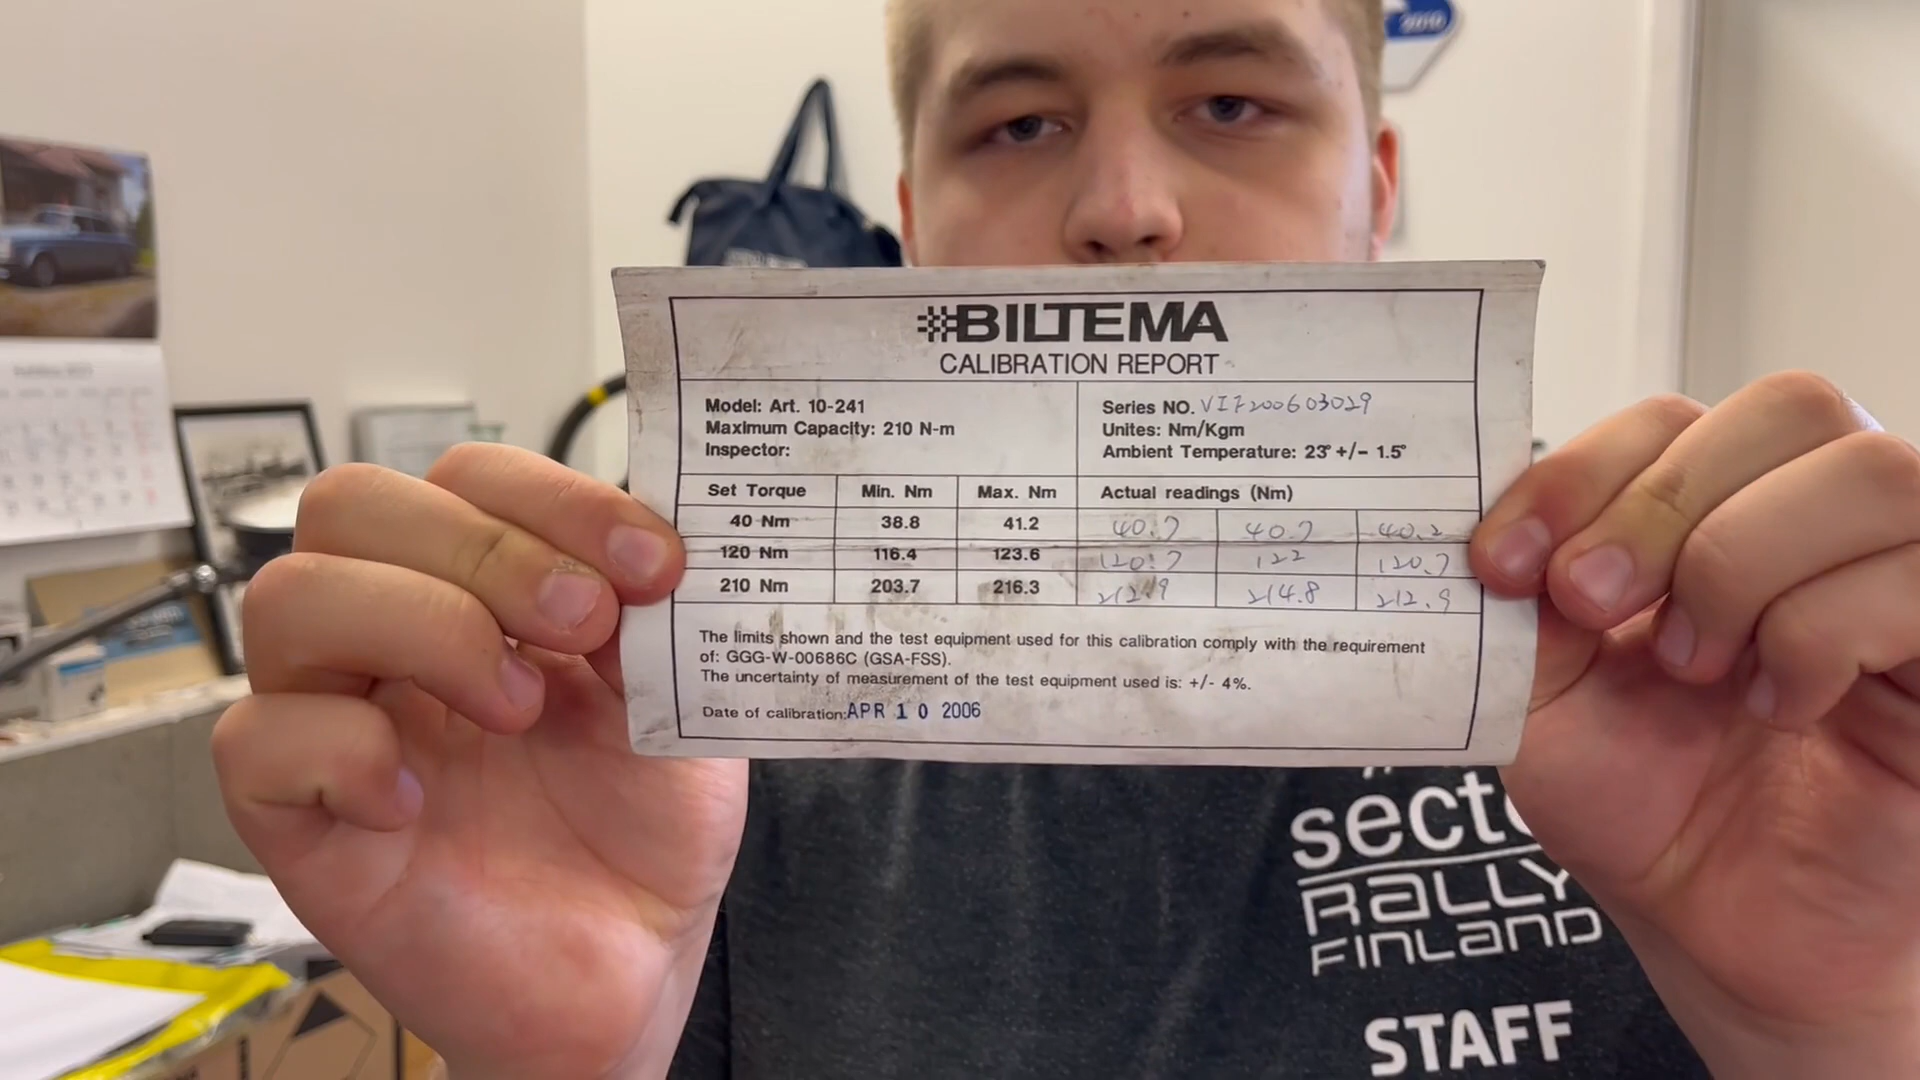 2010
BILTEMA
CALIBRATION REPORT
Model: Art. 10-241
Maximum Capacity: 210 N-m
Inspector:
Series NO. VI7200603029
Unites: Nm/Kgm
Ambient Temperature: 23° +/- 1.5°
Set Torque Min. Nm Max. Nm Actual readings (Nm)
40 Nm 38.8 41.2 40.7 40.7 40.2
120 Nm 116.4 123.6 120.7 122 120.7
210 Nm 203.7 216.3 212.9 214.8 212.9
The limits shown and the test equipment used for this calibration comply with the requirement
of: GGG-W-00686C (GSA-FSS).
The uncertainty of measurement of the test equipment used is: +/- 4%.
Date of calibration: APR 10 2006
RALLY
FINLAND
STAFF